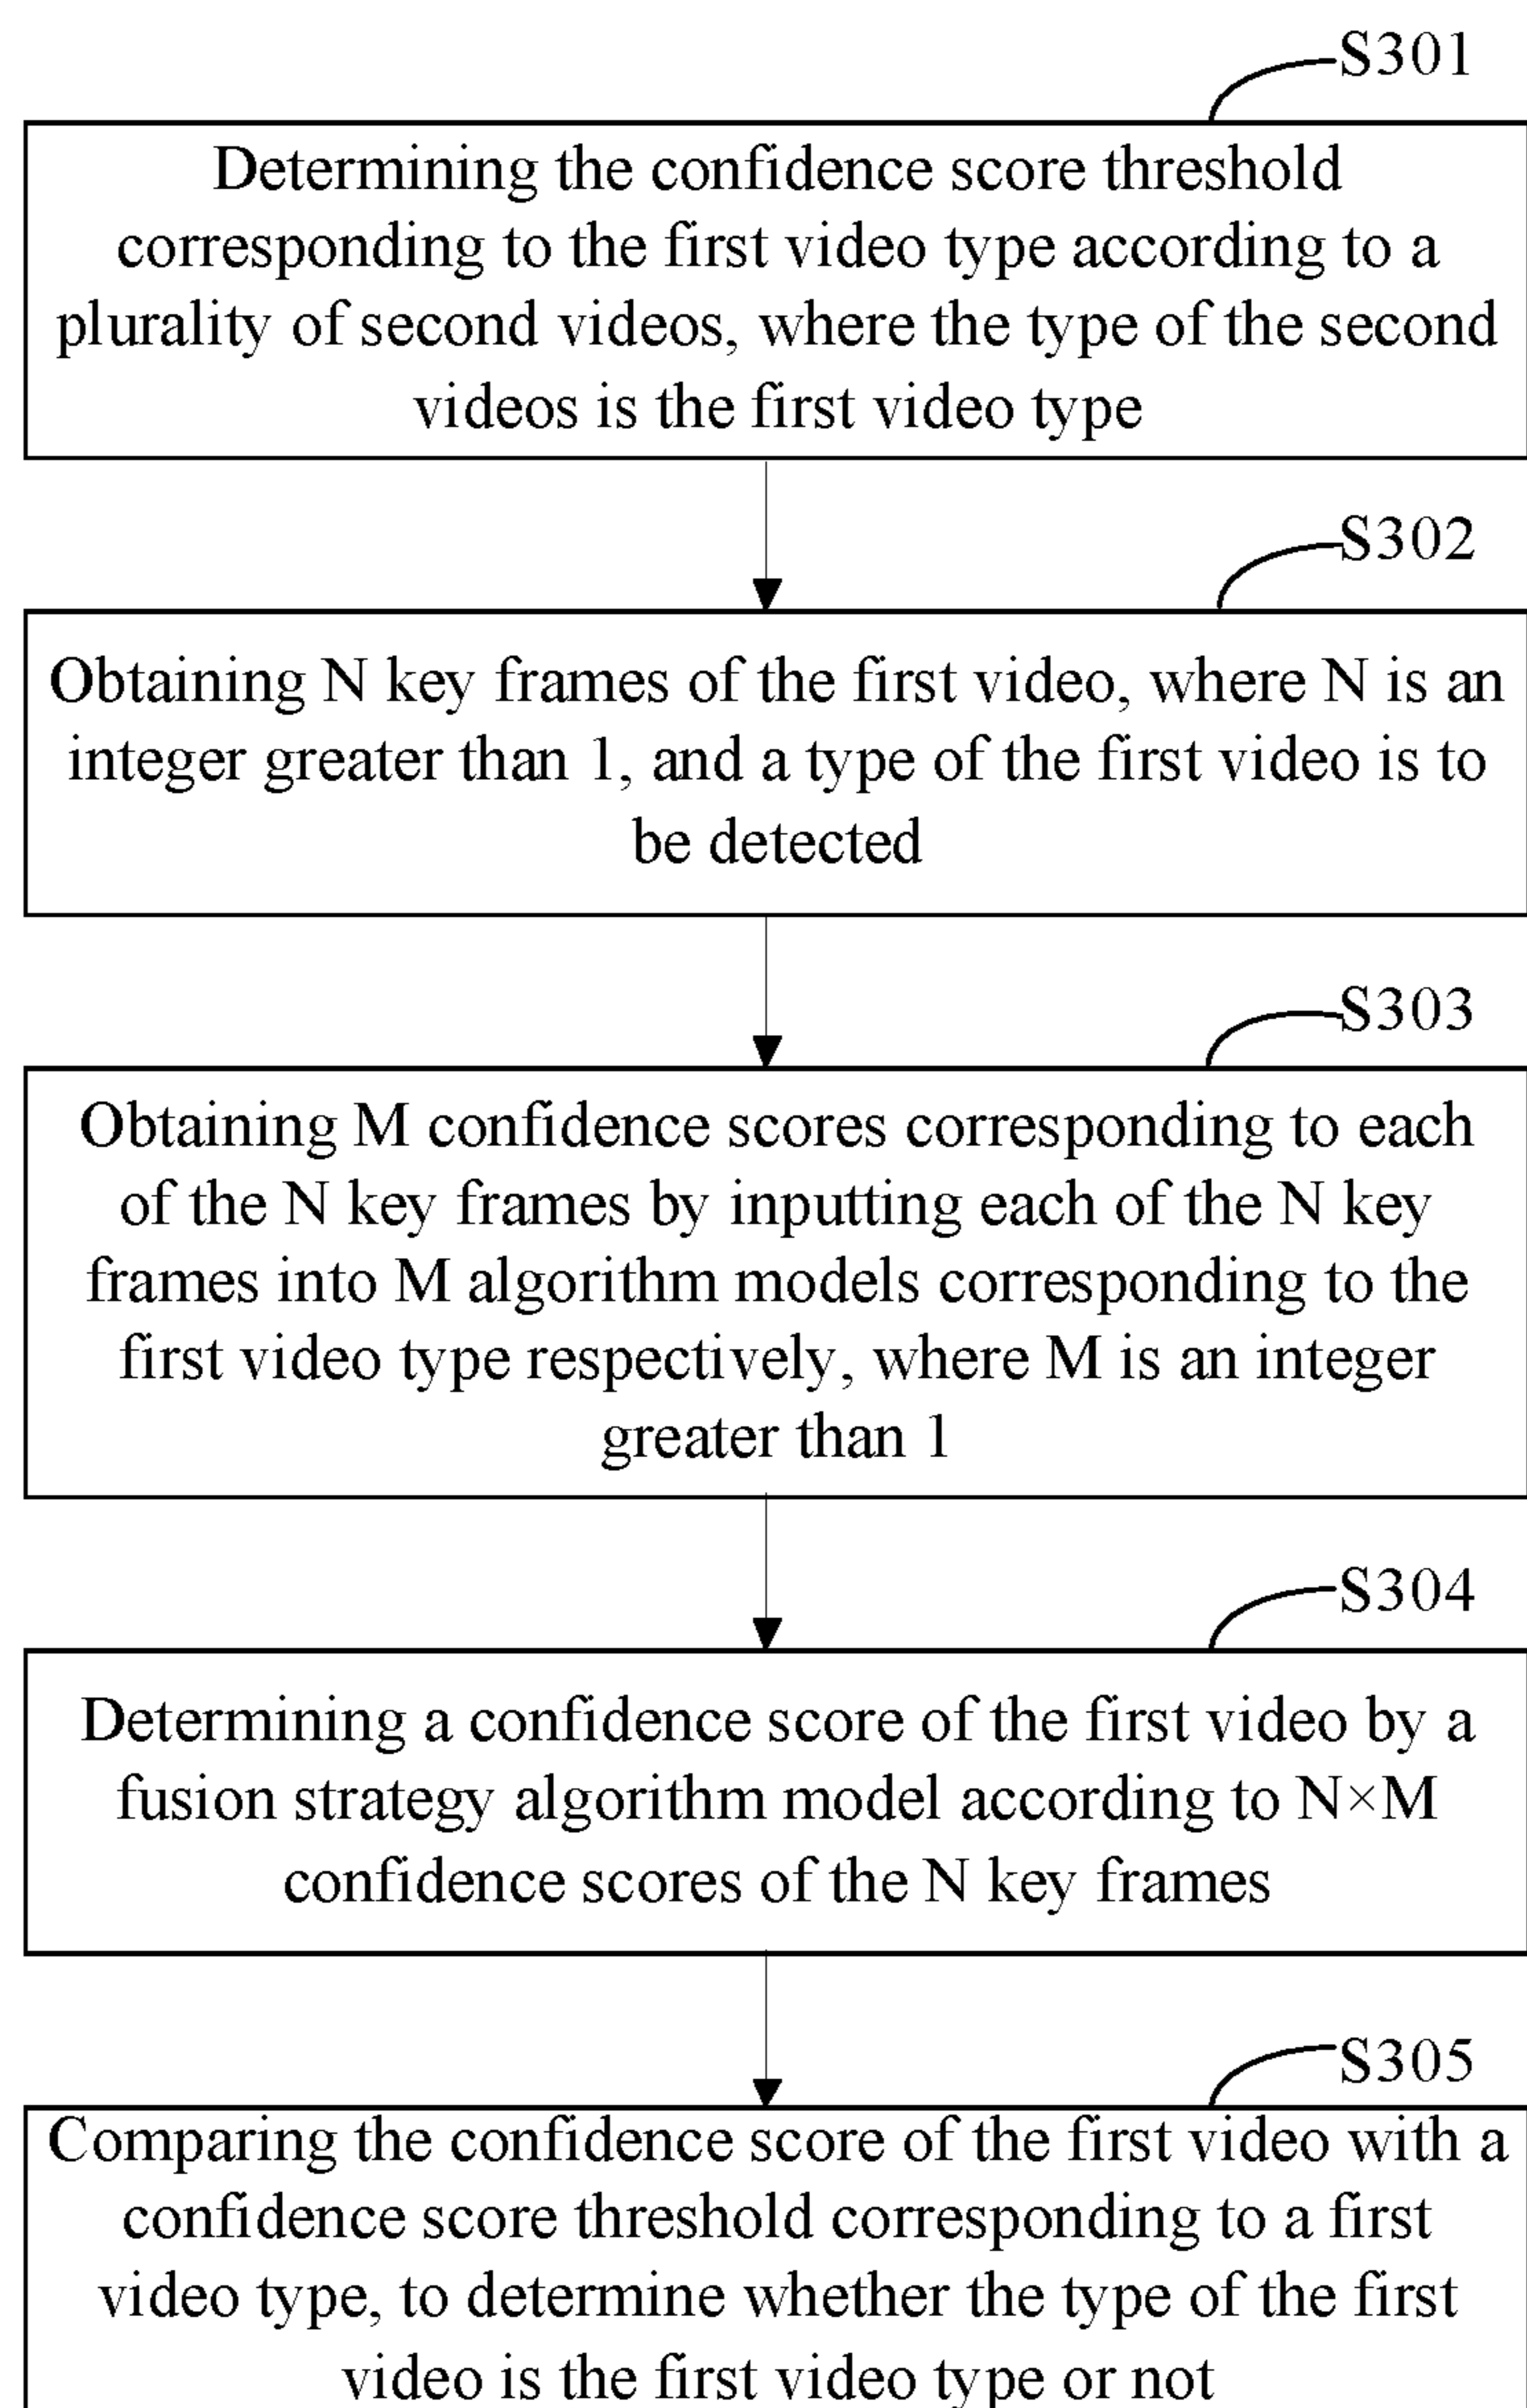 S301
Determining the confidence score threshold
corresponding to the first video type according to a
plurality of second videos, where the type of the second
videos is the first video type
S302
Obtaining N key frames of the first video, where N is an
integer greater than 1, and a type of the first video is to
be detected
S303
Obtaining M confidence scores corresponding to each
of the N key frames by inputting each of the N key
frames into M algorithm models corresponding to the
first video type respectively, where M is an integer
greater than 1
S304
Determining a confidence score of the first video by a
fusion strategy algorithm model according to N×M
confidence scores of the N key frames
S305
Comparing the confidence score of the first video with a
confidence score threshold corresponding to a first
video type, to determine whether the type of the first
video is the first video type or not